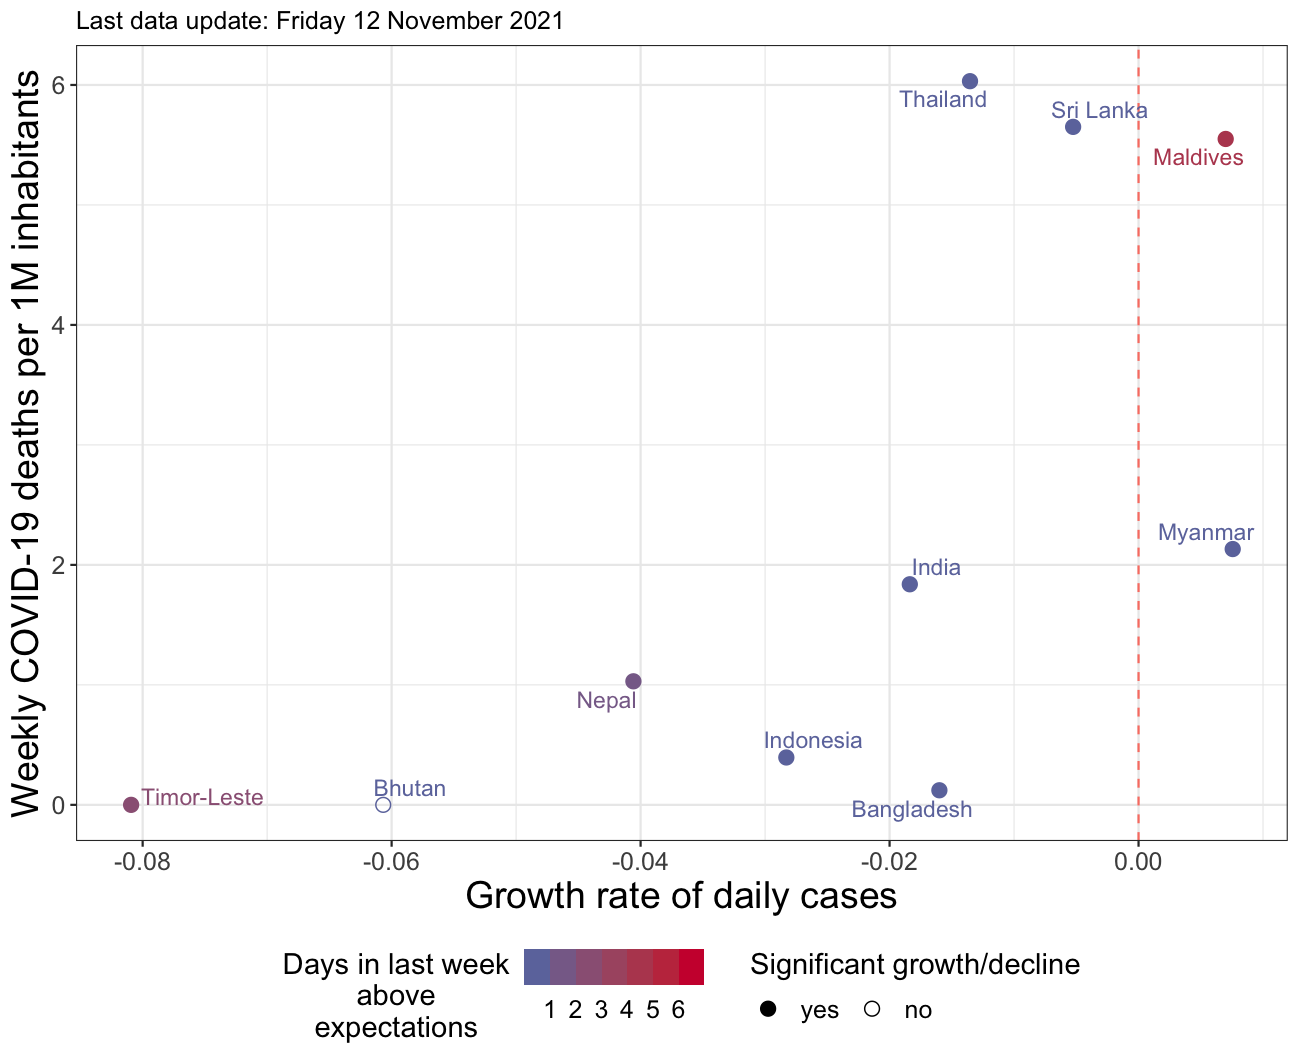 Last data update: Friday 12 November 2021
Weekly COVID-19 deaths per 1M inhabitants
6
4
2
0
Thailand
Sri Lanka
Maldives
Myanmar
India
Nepal
Indonesia
Bhutan
Timor-Leste
Bangladesh
-0.08 -0.06 -0.04 -0.02 0.00
Growth rate of daily cases
Days in last week
above
expectations
1 2 3 4 5 6
Significant growth/decline
yes no